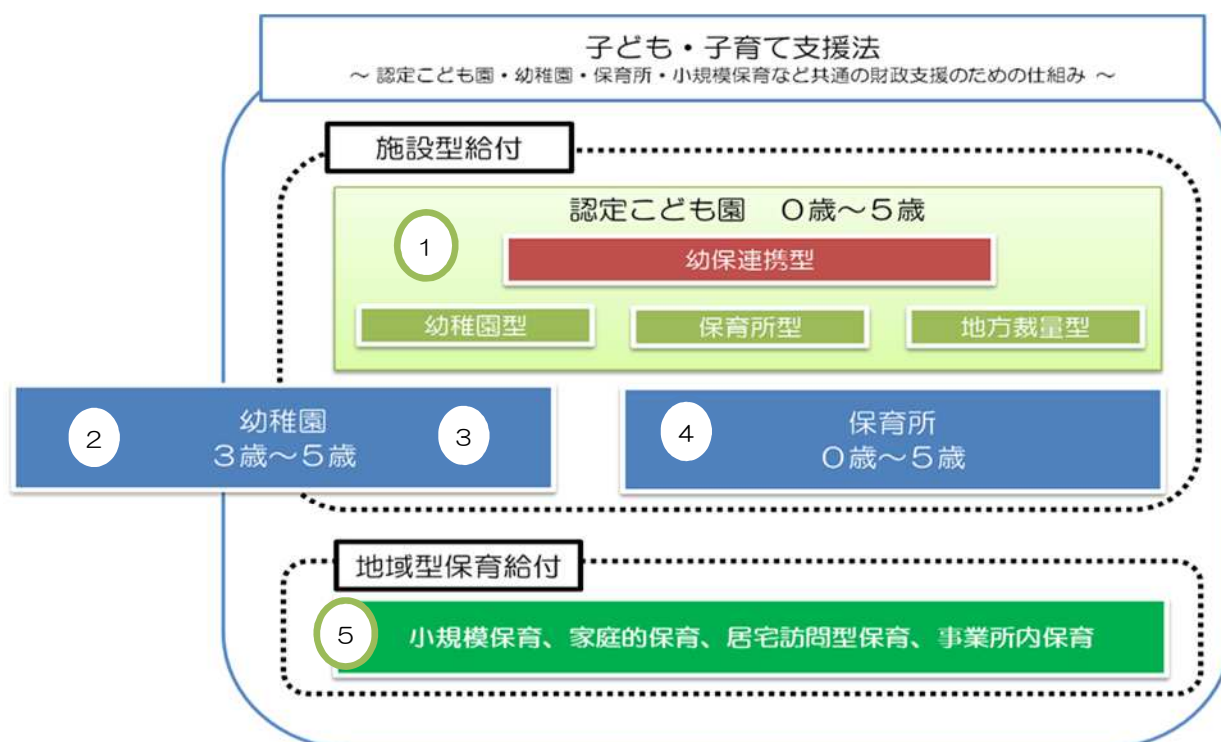 子ども・子育て支援法
～ 認定こども園・幼稚園・保育所・小規模保育など共通の財政支援のための仕組み ～
施設型給付
認定こども園　０歳～５歳
1
幼保連携型
幼稚園型
保育所型
地方裁量型
2
幼稚園
３歳～５歳
3
4
保育所
０歳～５歳
地域型保育給付
5
小規模保育、家庭的保育、居宅訪問型保育、事業所内保育